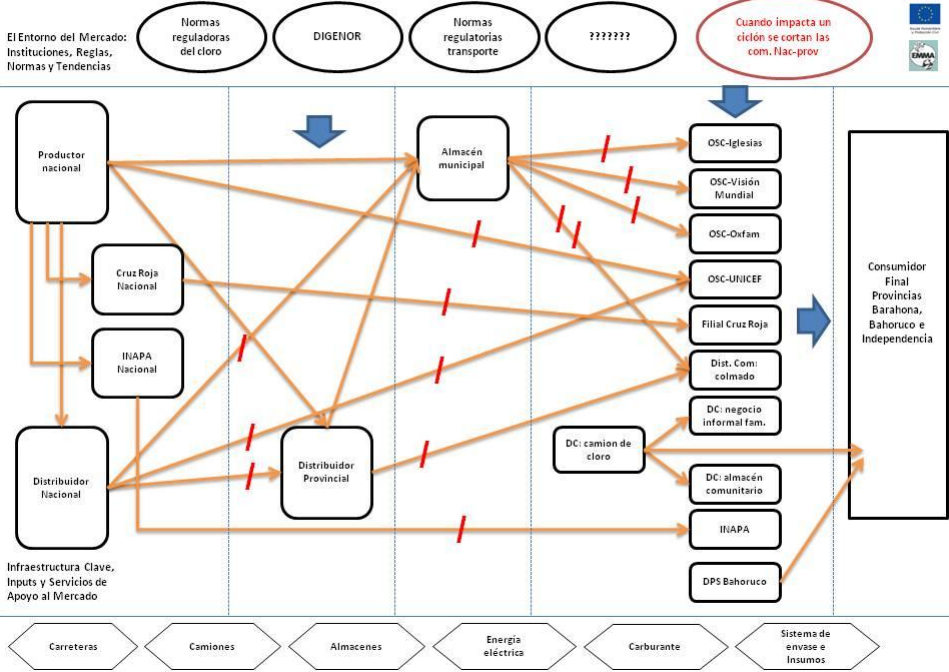 El Entorno del Mercado:
Instituciones, Reglas,
Normas y Tendencias
Normas
reguladoras
del cloro
DIGENOR
Normas
regulatorias
transporte
???????
Cuando impacta un
ciclón se cortan las
com. Nac-prov
EMMA
Productor
nacional
Almacén
municipal
OSC-Iglesias
OSC-Visión
Mundial
OSC-Oxfam
Cruz Roja
Nacional
OSC-UNICEF
Filial Cruz Roja
Consumidor
Final
Provincias
Barahona,
Bahoruco e
Independencia
INAPA
Nacional
Dist. Com:
colmado
DC: negocio
informal fam.
Distribuidor
Nacional
Distribuidor
Provincial
DC: camion de
cloro
DC: almacén
comunitario
INAPA
DPS Bahoruco
Infraestructura Clave,
Inputs y Servicios de
Apoyo al Mercado
Carreteras
Camiones
Almacenes
Energía
eléctrica
Carburante
Sistema de
envase e
Insumos